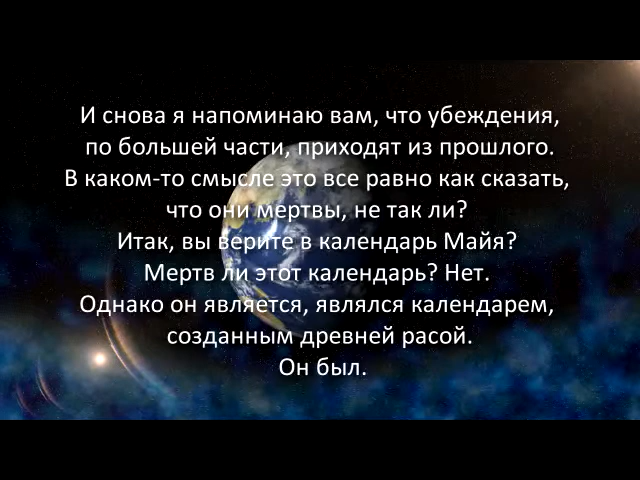 И снова я напоминаю вам, что убеждения,
по большей части, приходят из прошлого.
В каком-то смысле это все равно как сказать,
что они мертвы, не так ли?
Итак, вы верите в календарь Майя?
Мертв ли этот календарь? Нет.
Однако он является, являлся календарем,
созданным древней расой.
Он был.